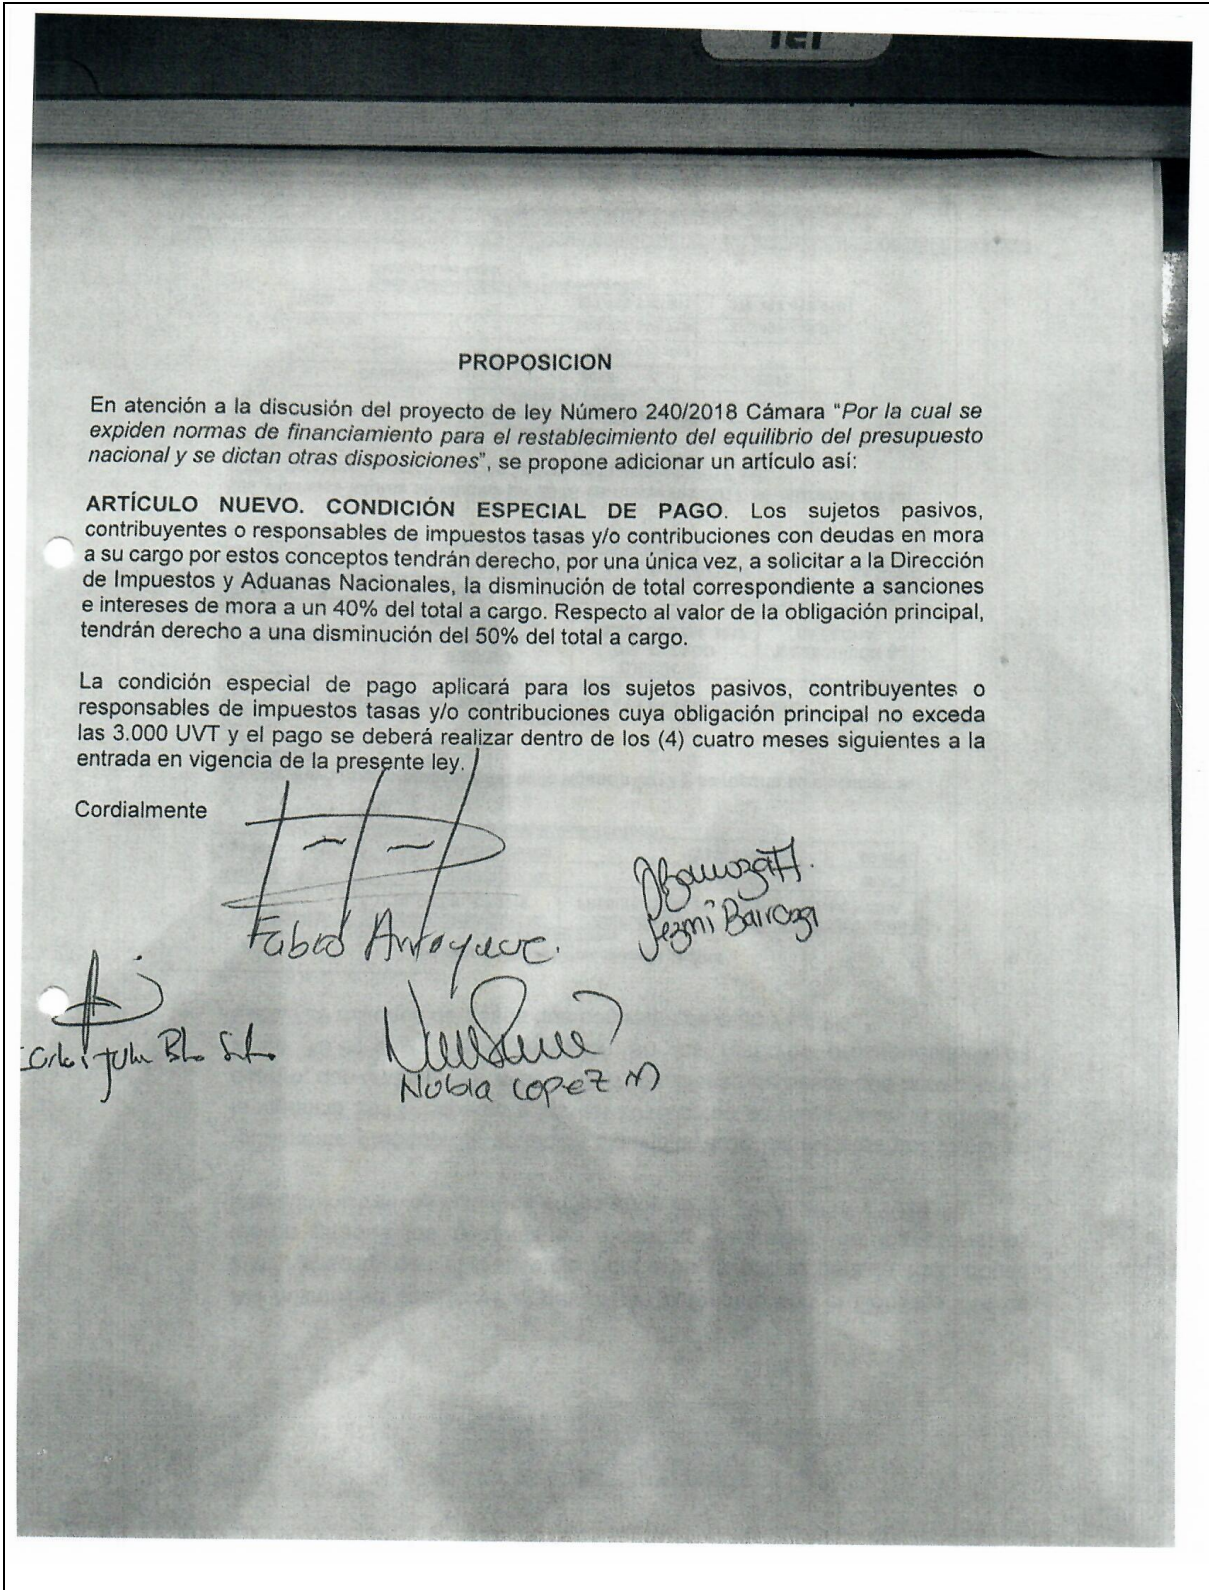 PROPOSICION
En atención a la discusión del proyecto de ley Número 240/2018 Cámara "Por la cual se
expiden normas de financiamiento para el restablecimiento del equilibrio del presupuesto
nacional y se dictan otras disposiciones", se propone adicionar un artículo así:
ARTÍCULO NUEVO. CONDICIÓN ESPECIAL DE PAGO. Los sujetos pasivos,
contribuyentes o responsables de impuestos tasas y/o contribuciones con deudas en mora
a su cargo por estos conceptos tendrán derecho, por una única vez, a solicitar a la Dirección
de Impuestos y Aduanas Nacionales, la disminución de total correspondiente a sanciones
e intereses de mora a un 40% del total a cargo. Respecto al valor de la obligación principal,
tendrán derecho a una disminución del 50% del total a cargo.
La condición especial de pago aplicará para los sujetos pasivos, contribuyentes o
responsables de impuestos tasas y/o contribuciones cuya obligación principal no exceda
las 3.000 UVT y el pago se deberá realizar dentro de los (4) cuatro meses siguientes a la
entrada en vigencia de la presente ley.
Cordialmente
Fabio Arroyave.
Jezmi Barraza
Nubia Lopez M